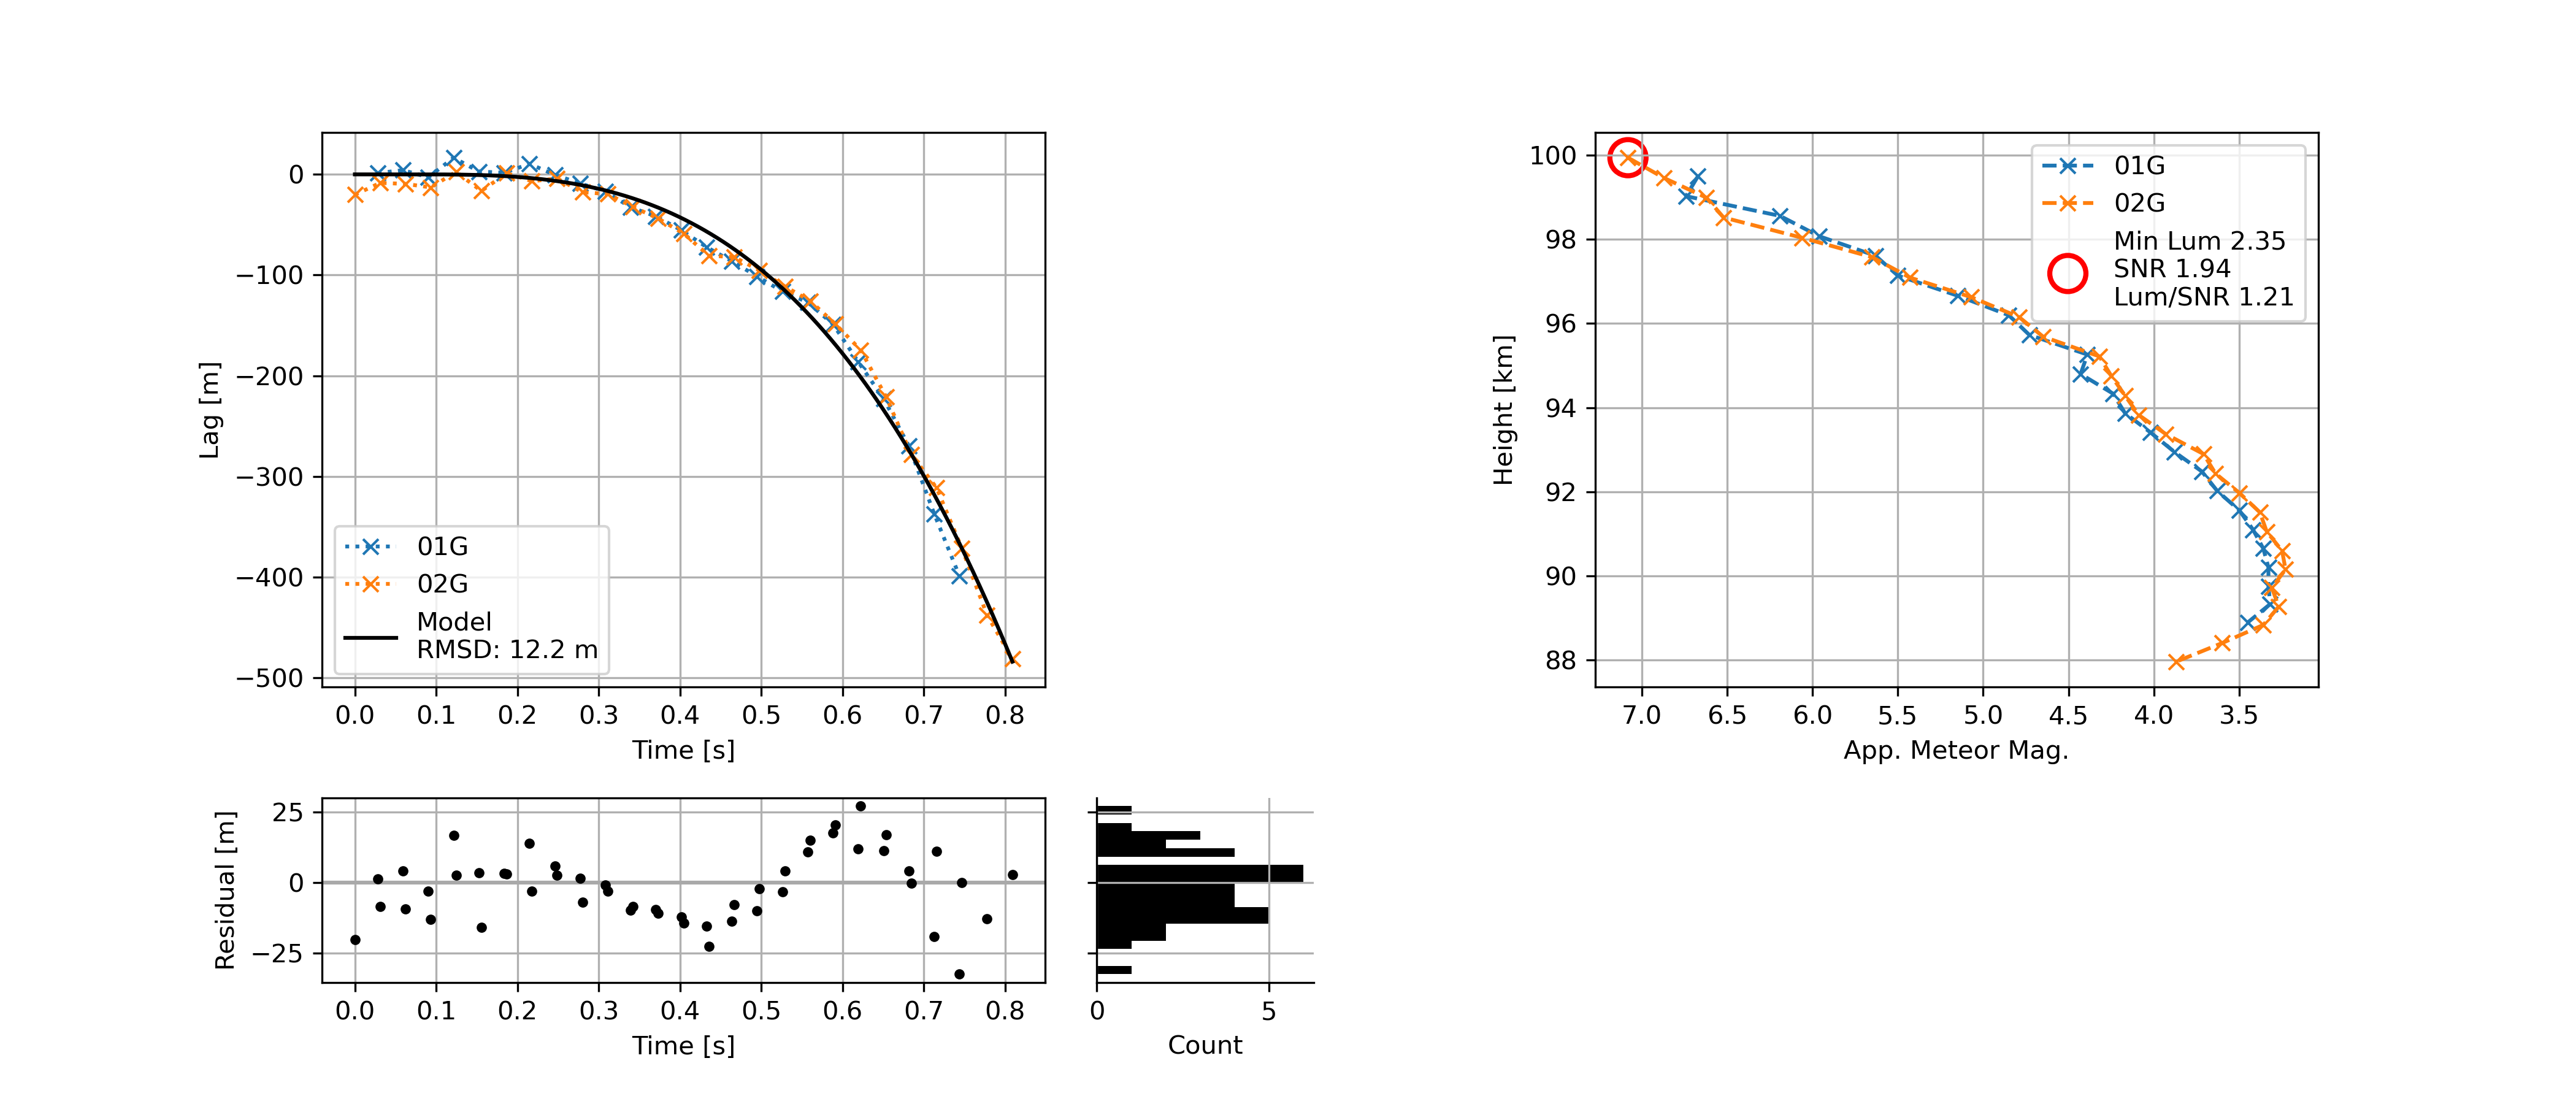 0
−100
−200
−300
−400
−500
Lag [m]
01G
02G
Model
RMSD: 12.2 m
0.0 0.1 0.2 0.3 0.4 0.5 0.6 0.7 0.8
Time [s]
100
98
96
94
92
90
88
Height [km]
01G
02G
Min Lum 2.35
SNR 1.94
Lum/SNR 1.21
7.0 6.5 6.0 5.5 5.0 4.5 4.0 3.5
App. Meteor Mag.
25
0
−25
Residual [m]
0.0 0.1 0.2 0.3 0.4 0.5 0.6 0.7 0.8
Time [s]
0 5
Count